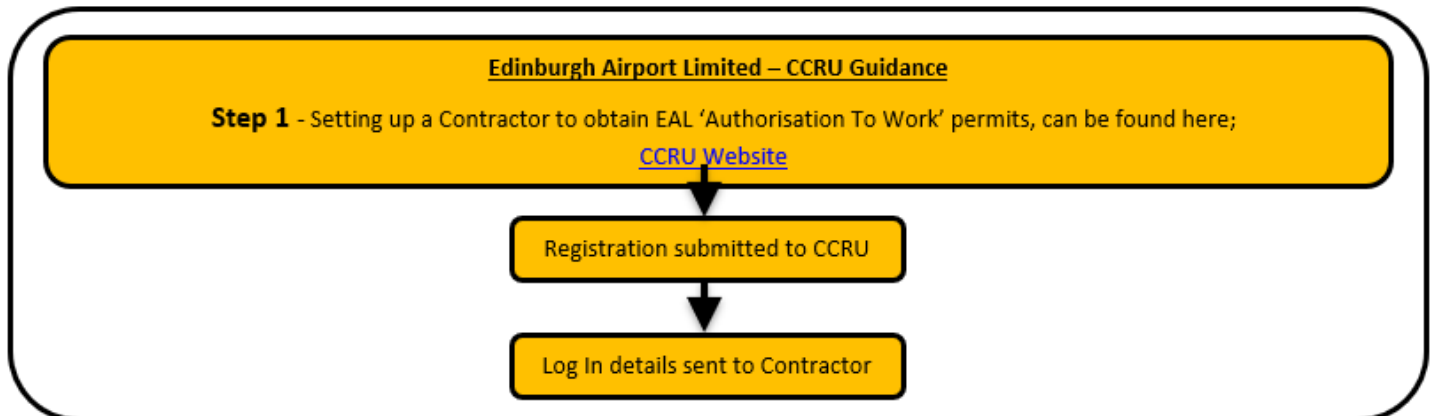 Edinburgh Airport Limited – CCRU Guidance
Step 1 - Setting up a Contractor to obtain EAL ‘Authorisation To Work’ permits, can be found here;
CCRU Website
Registration submitted to CCRU
Log In details sent to Contractor